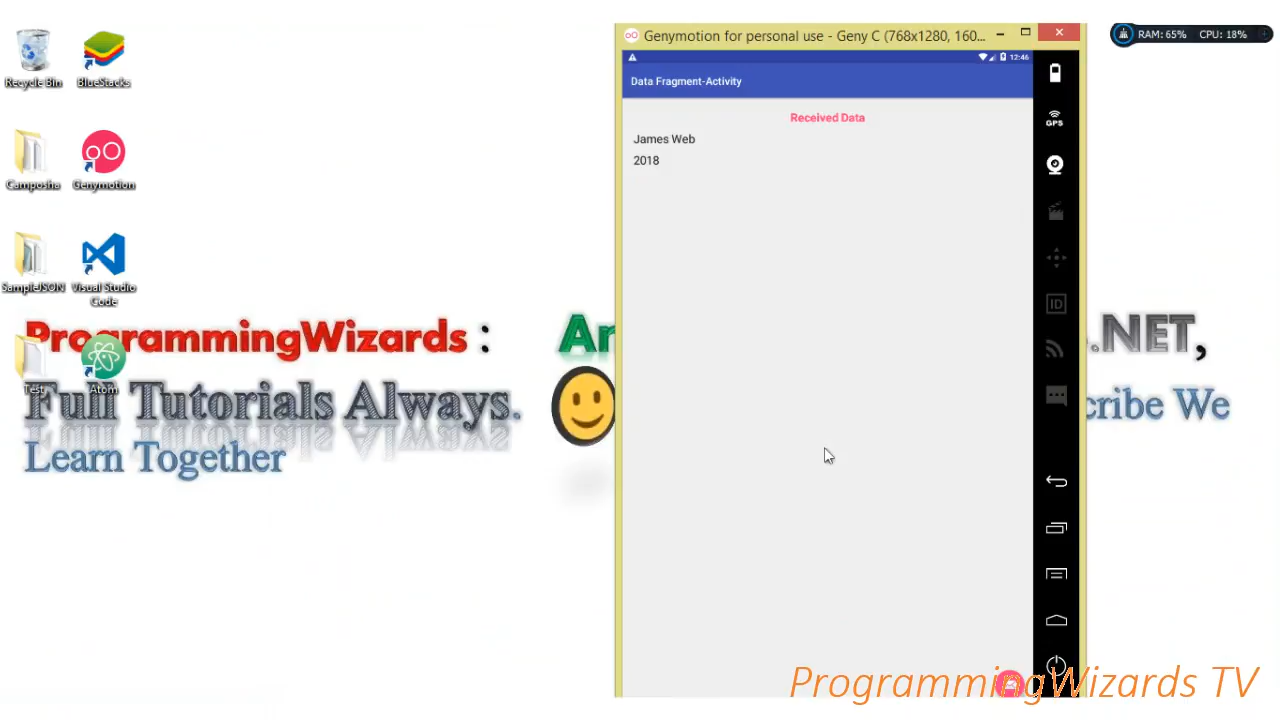 Recycle Bin
BlueStacks
Genymotion for personal use - Geny C (768x1280, 160...
RAM: 65% CPU: 18%
12:46
Data Fragment-Activity
Received Data
James Web
2018
GPS
ID
Camposha
Genymotion
SampleJSON
Visual Studio Code
ProgrammingWizards :
.NET,
Test
Atom
Full Tutorials Always.
cribe We
Learn Together
ProgrammingWizards TV